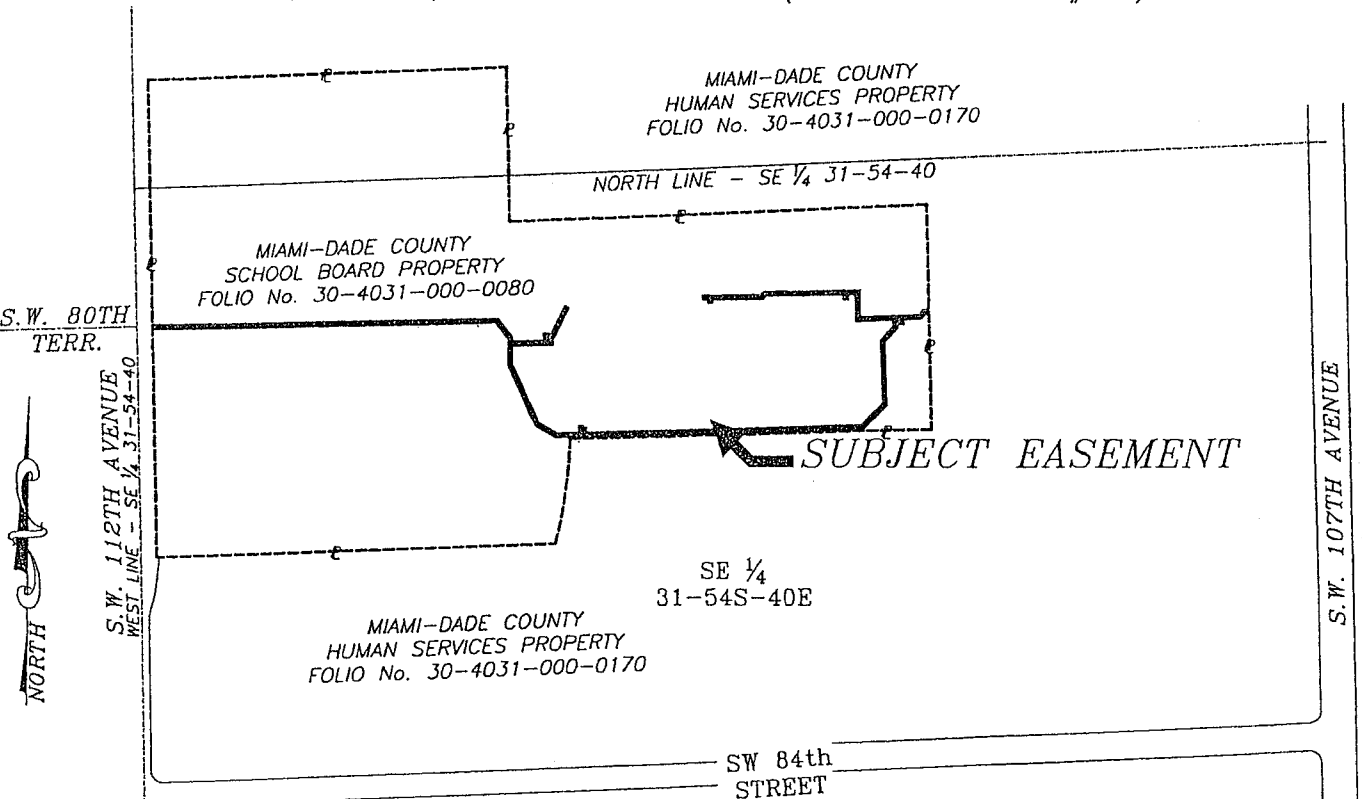 MIAMI-DADE COUNTY
HUMAN SERVICES PROPERTY
FOLIO No. 30-4031-000-0170
NORTH LINE - SE 1/4 31-54-40
MIAMI-DADE COUNTY
SCHOOL BOARD PROPERTY
FOLIO No. 30-4031-000-0080
S.W. 80TH
TERR.
S.W. 112TH AVENUE
WEST LINE - SE 1/4 31-54-40
SUBJECT EASEMENT
S.W. 107TH AVENUE
SE 1/4
31-54S-40E
NORTH
MIAMI-DADE COUNTY
HUMAN SERVICES PROPERTY
FOLIO No. 30-4031-000-0170
SW 84th
STREET